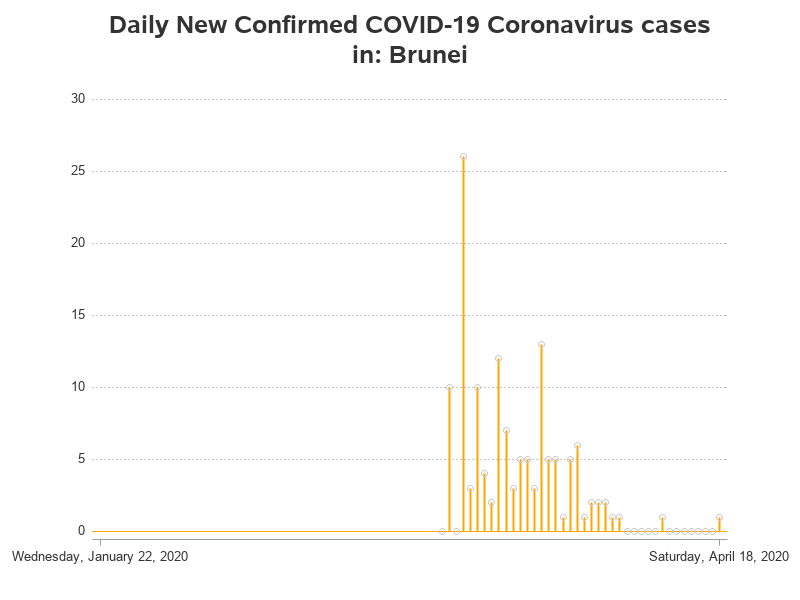 Daily New Confirmed COVID-19 Coronavirus cases
in: Brunei
30
25
20
15
10
5
0
Wednesday, January 22, 2020
Saturday, April 18, 2020